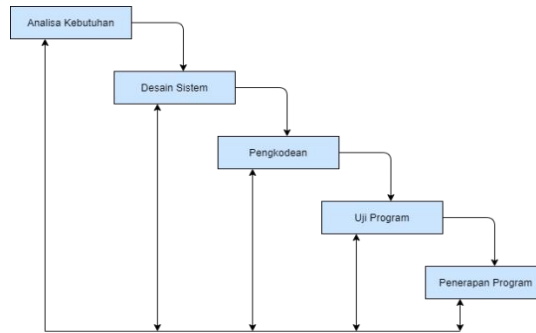 Analisa Kebutuhan
Desain Sistem
Pengkodean
Uji Program
Penerapan Program